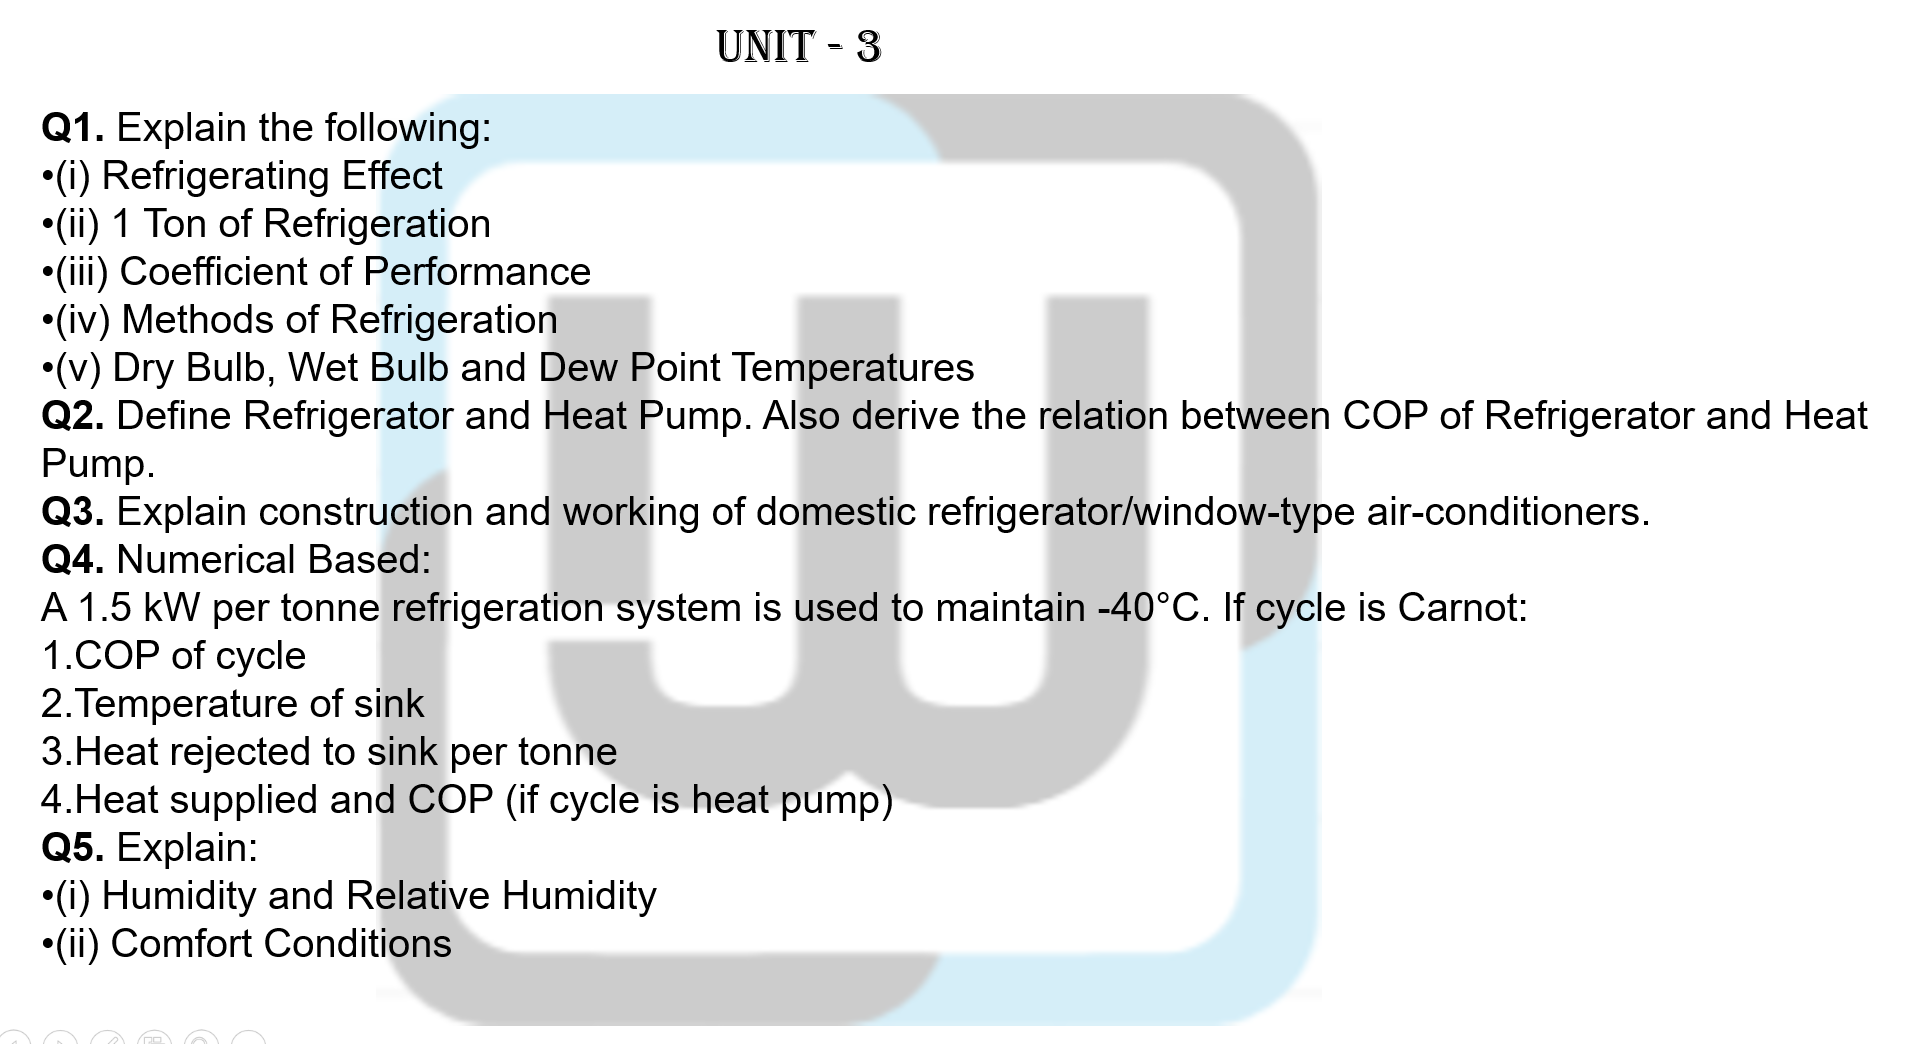 UNIT - 3
Q1. Explain the following:
•(i) Refrigerating Effect
•(ii) 1 Ton of Refrigeration
•(iii) Coefficient of Performance
•(iv) Methods of Refrigeration
•(v) Dry Bulb, Wet Bulb and Dew Point Temperatures
Q2. Define Refrigerator and Heat Pump. Also derive the relation between COP of Refrigerator and Heat
Pump.
Q3. Explain construction and working of domestic refrigerator/window-type air-conditioners.
Q4. Numerical Based:
A 1.5 kW per tonne refrigeration system is used to maintain -40°C. If cycle is Carnot:
1.COP of cycle
2.Temperature of sink
3.Heat rejected to sink per tonne
4.Heat supplied and COP (if cycle is heat pump)
Q5. Explain:
•(i) Humidity and Relative Humidity
•(ii) Comfort Conditions